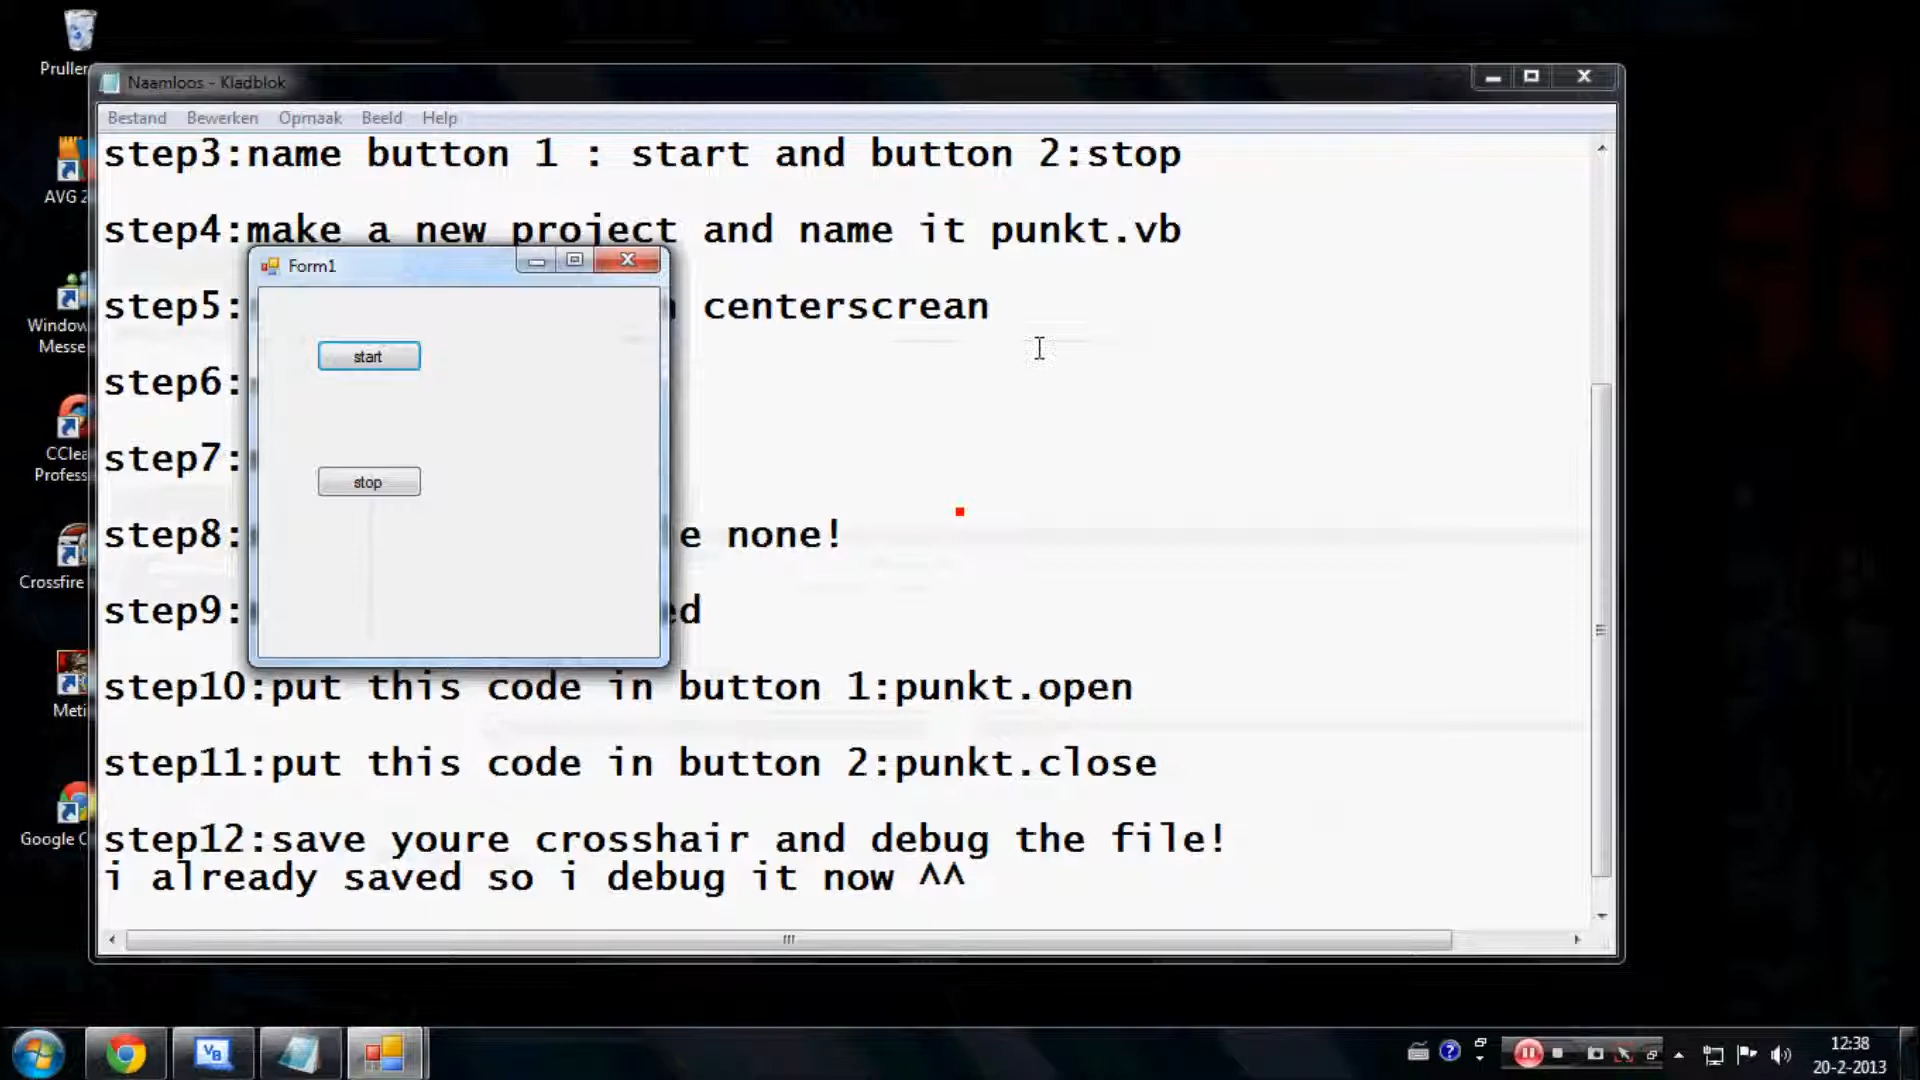 Pruller
Naamloos - Kladblok
Bestand Bewerken Opmaak Beeld Help
step3:name button 1 : start and button 2:stop
AVG 2
step4:make a new project and name it punkt.vb
Form1
step5: centerscrean
Window
Messe
start
step6:
CClea
Profess
step7:
stop
step8: e none!
Crossfire
step9: ed
step10:put this code in button 1:punkt.open
Meti
step11:put this code in button 2:punkt.close
Google C
step12:save youre crosshair and debug the file!
i already saved so i debug it now ^^
VB
12:38
20-2-2013